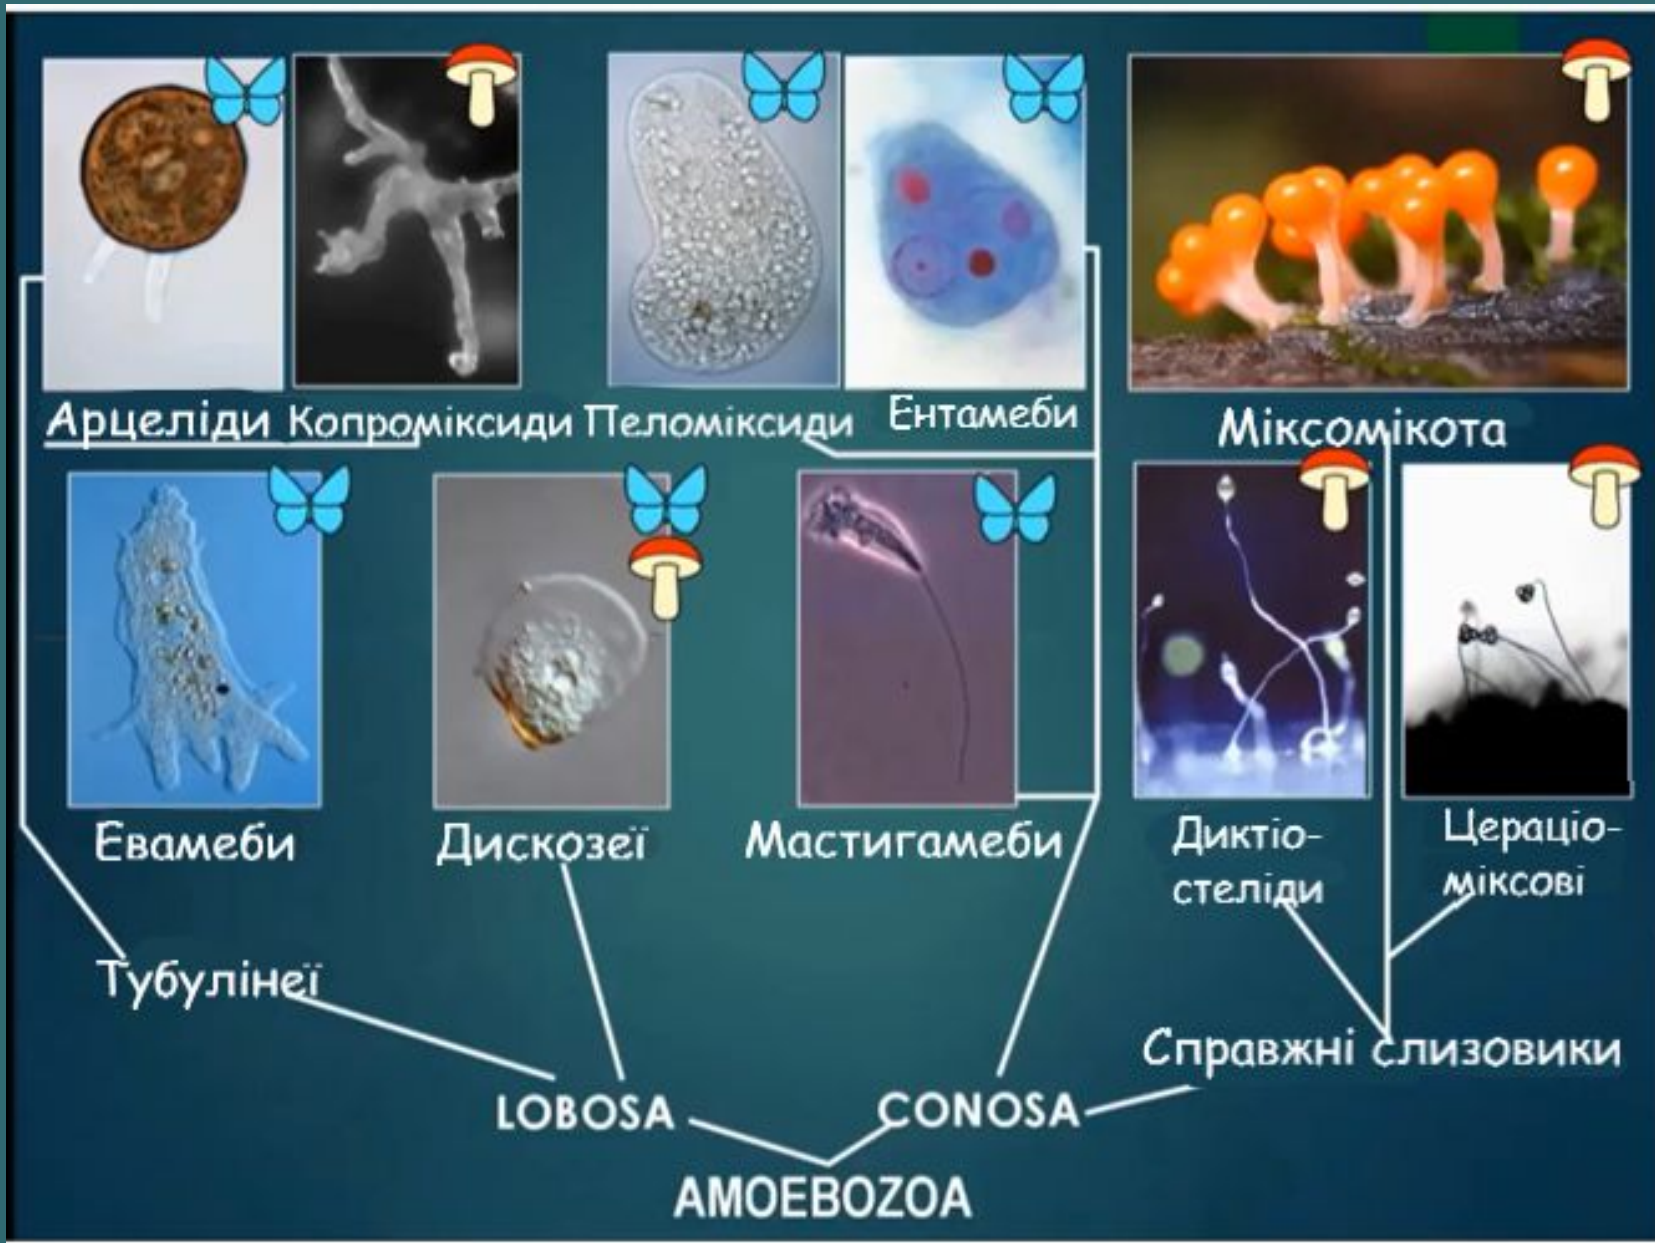 Арцеліди Копроміксиди Пеломіксиди Ентамеби
Міксомікота
Евамеби Дискозеї Мастигамеби
Диктіо-
стеліди
Цераціо-
міксові
Тубулінеї
Справжні слизовики
LOBOSA CONOSA
AMOEBOZOA